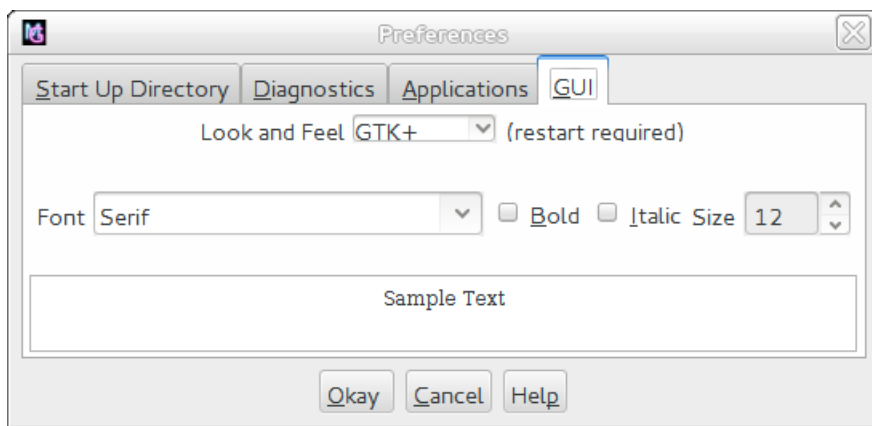 Preferences
Start Up Directory Diagnostics Applications GUI
Look and Feel GTK+ (restart required)
Font Serif Bold Italic Size 12
Sample Text
Okay Cancel Help